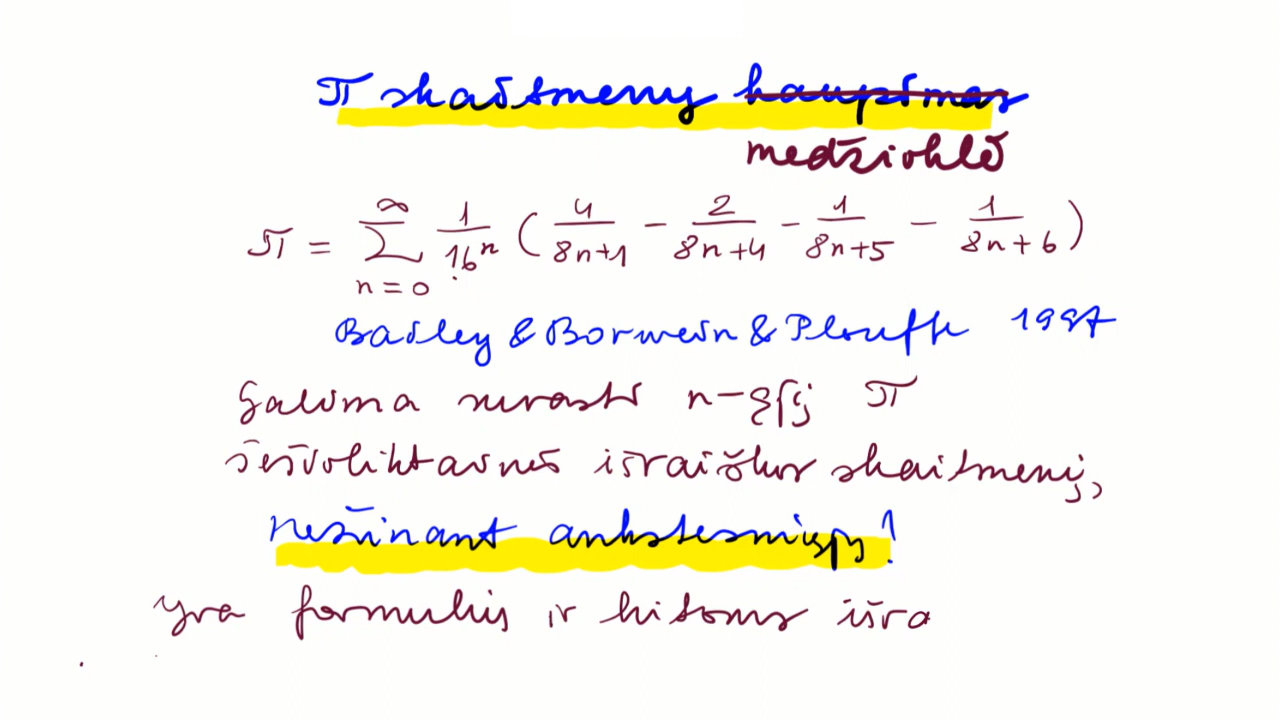 π skaitmenų kauptmas
medžioklė
π = ∑_{n=0}^{∞} 1/16^n ( 4/(8n+1) - 2/(8n+4) - 1/(8n+5) - 1/(8n+6) )
Bailey & Borwein & Plouffe 1997
Galima surasti n-ąjį π
šešioliktainės išraiškos skaitmenį,
nežinant ankstesniųjų!
Yra formulių ir kitoms išra